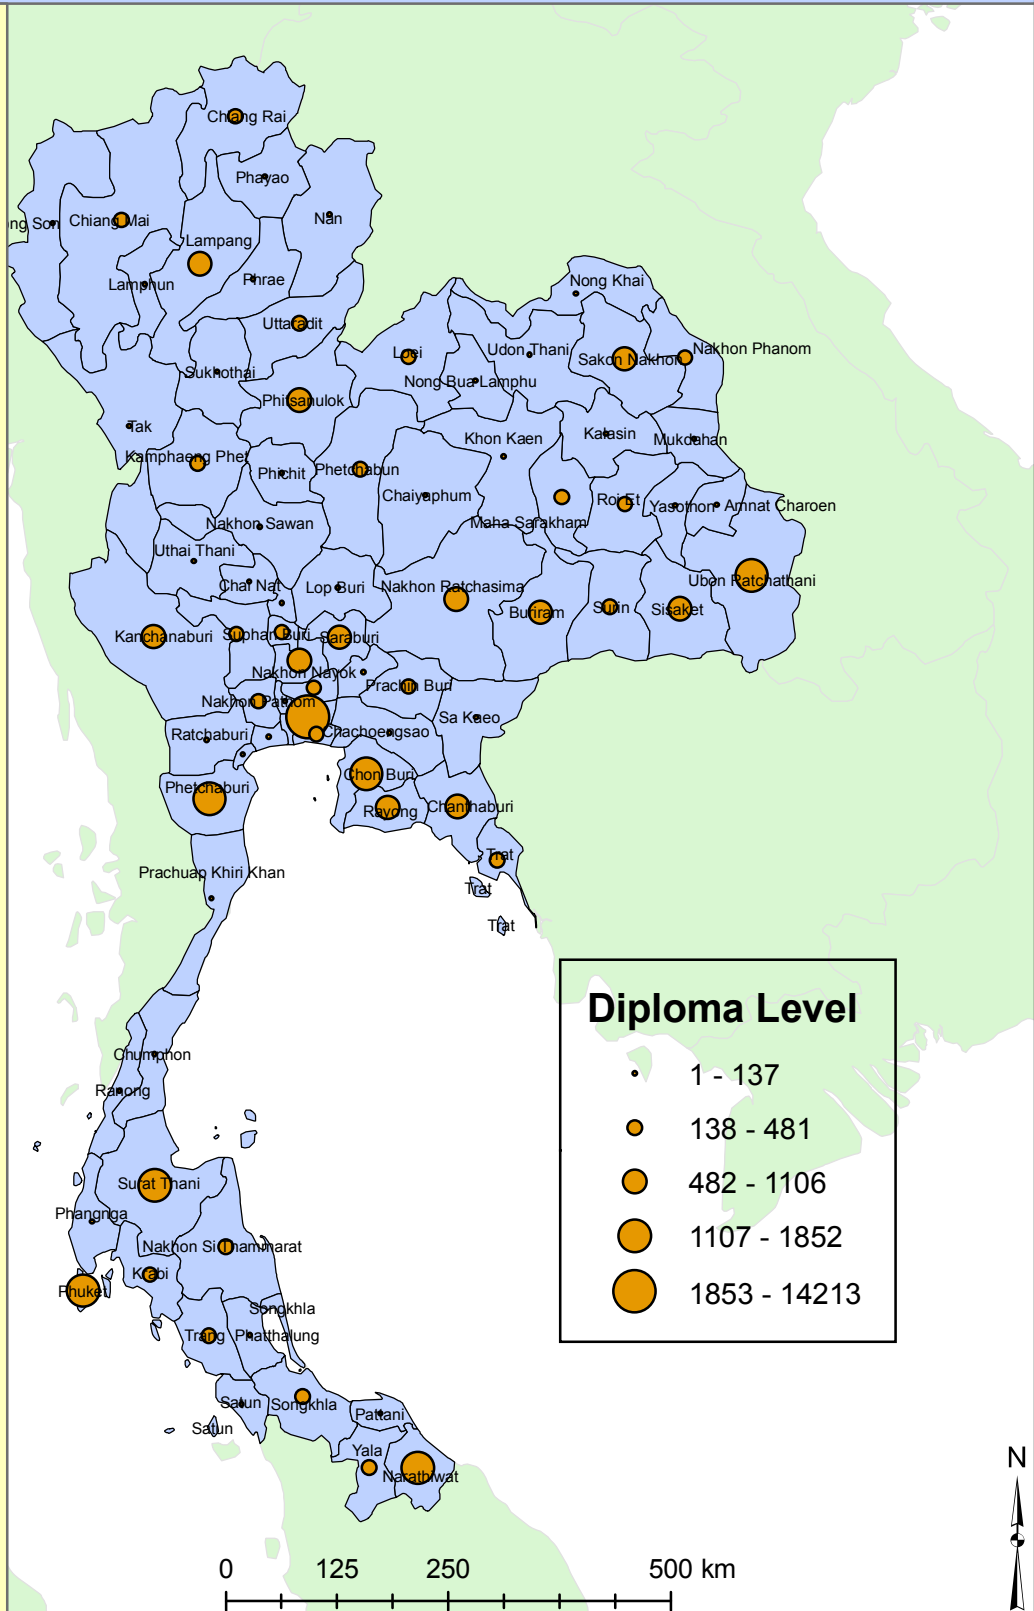 Chiang Rai
Phayao
Nan
ong Son
Chiang Mai
Lampang
Lamphun
Phrae
Uttaradit
Nong Khai
Loei
Udon Thani
Sakon Nakhon
Nakhon Phanom
Sukhothai
Nong Bua Lamphu
Phitsanulok
Tak
Khon Kaen
Kalasin
Mukdahan
Kamphaeng Phet
Phichit
Phetchabun
Chaiyaphum
Roi Et
Yasothon
Amnat Charoen
Nakhon Sawan
Maha Sarakham
Uthai Thani
Chai Nat
Lop Buri
Nakhon Ratchasima
Ubon Ratchathani
Buriram
Surin
Sisaket
Kanchanaburi
Suphan Buri
Saraburi
Nakhon Nayok
Prachin Buri
Nakhon Pathom
Sa Kaeo
Ratchaburi
Chachoengsao
Chon Buri
Phetchaburi
Rayong
Chanthaburi
Trat
Prachuap Khiri Khan
Trat
Trat
Diploma Level
1 - 137
138 - 481
482 - 1106
1107 - 1852
1853 - 14213
Chumphon
Ranong
Surat Thani
Phangnga
Nakhon Si Thammarat
Krabi
Phuket
Songkhla
Trang
Phatthalung
Satun
Songkhla
Pattani
Satun
Yala
Narathiwat
N
0 125 250 500 km